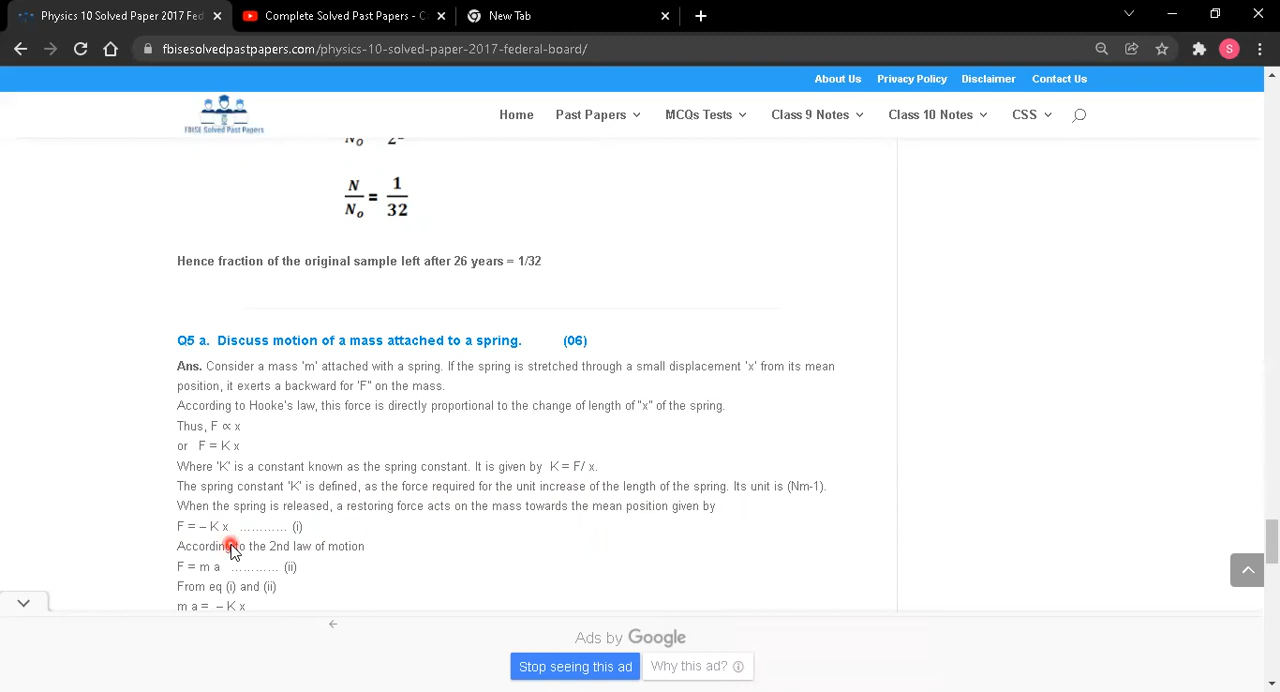 Physics 10 Solved Paper 2017 Fed
Complete Solved Past Papers - C
New Tab
fbisesolvedpastpapers.com/physics-10-solved-paper-2017-federal-board/
S
About Us Privacy Policy Disclaimer Contact Us
FBISE Solved Past Papers
Home Past Papers MCQs Tests Class 9 Notes Class 10 Notes CSS
N/No = 1/32
Hence fraction of the original sample left after 26 years = 1/32
Q5 a. Discuss motion of a mass attached to a spring. (06)
Ans. Consider a mass 'm' attached with a spring. If the spring is stretched through a small displacement 'x' from its mean
position, it exerts a backward for 'F" on the mass.
According to Hooke's law, this force is directly proportional to the change of length of "x" of the spring.
Thus, F ∝ x
or F = K x
Where 'K' is a constant known as the spring constant. It is given by K = F/ x.
The spring constant 'K' is defined, as the force required for the unit increase of the length of the spring. Its unit is (Nm-1).
When the spring is released, a restoring force acts on the mass towards the mean position given by
F = – K x ………… (i)
According to the 2nd law of motion
F = m a ………… (ii)
From eq (i) and (ii)
m a = – K x
Ads by Google
Stop seeing this ad Why this ad?